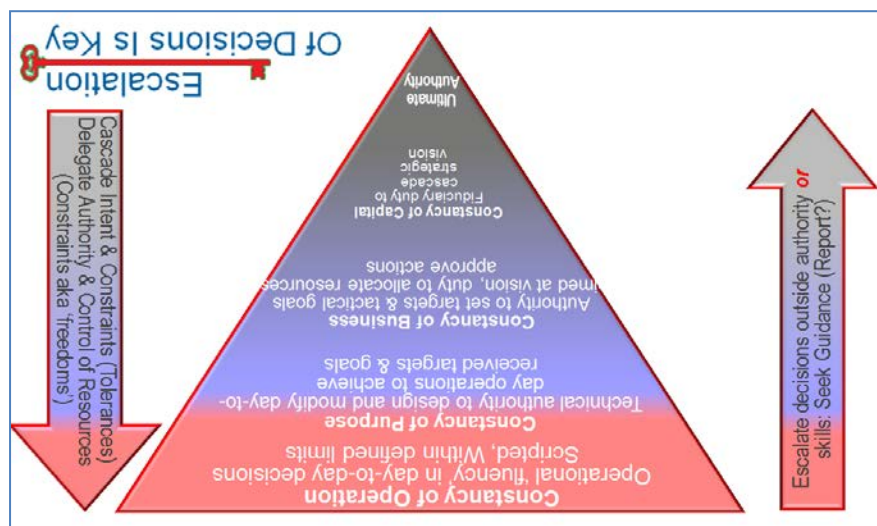 Escalation
Of Decisions Is Key
Cascade Intent & Constraints (Tolerances)
Delegate Authority & Control of Resources
(Constraints aka 'freedoms')
Ultimate
Authority
Constancy of Capital
Fiduciary duty to
cascade
strategic
vision
Constancy of Business
Authority to set targets & tactical goals
imed at vision, duty to allocate resources
approve actions
Constancy of Purpose
Technical authority to design and modify day-to-
day operations to achieve
received targets & goals
Constancy of Operation
Operational 'fluency' in day-to-day decisions
Scripted, Within defined limits
Escalate decisions outside authority or
skills: Seek Guidance (Report?)